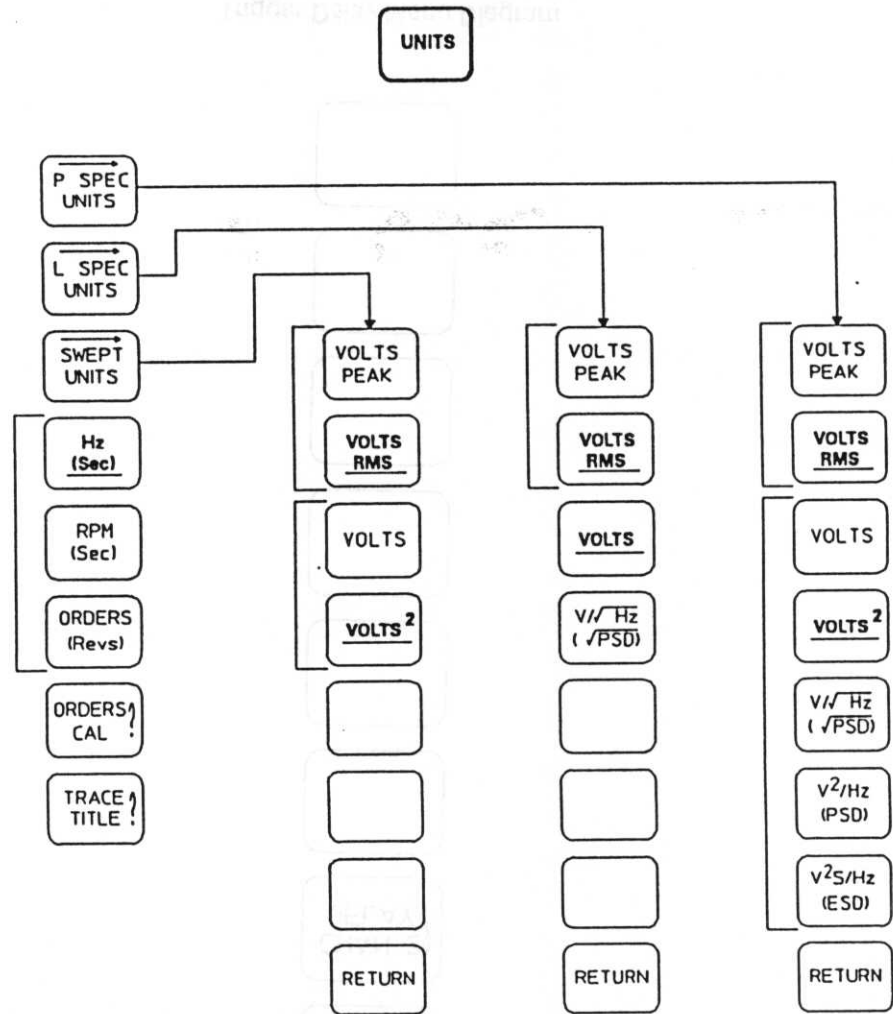 UNITS
P SPEC
UNITS
L SPEC
UNITS
SWEPT
UNITS
Hz
(Sec)
RPM
(Sec)
ORDERS
(Revs)
ORDERS?
CAL
TRACE?
TITLE
VOLTS
PEAK
VOLTS
RMS
VOLTS
VOLTS²
RETURN
VOLTS
PEAK
VOLTS
RMS
VOLTS
V/√Hz
(√PSD)
RETURN
VOLTS
PEAK
VOLTS
RMS
VOLTS
VOLTS²
V/√Hz
(√PSD)
V²/Hz
(PSD)
V²S/Hz
(ESD)
RETURN